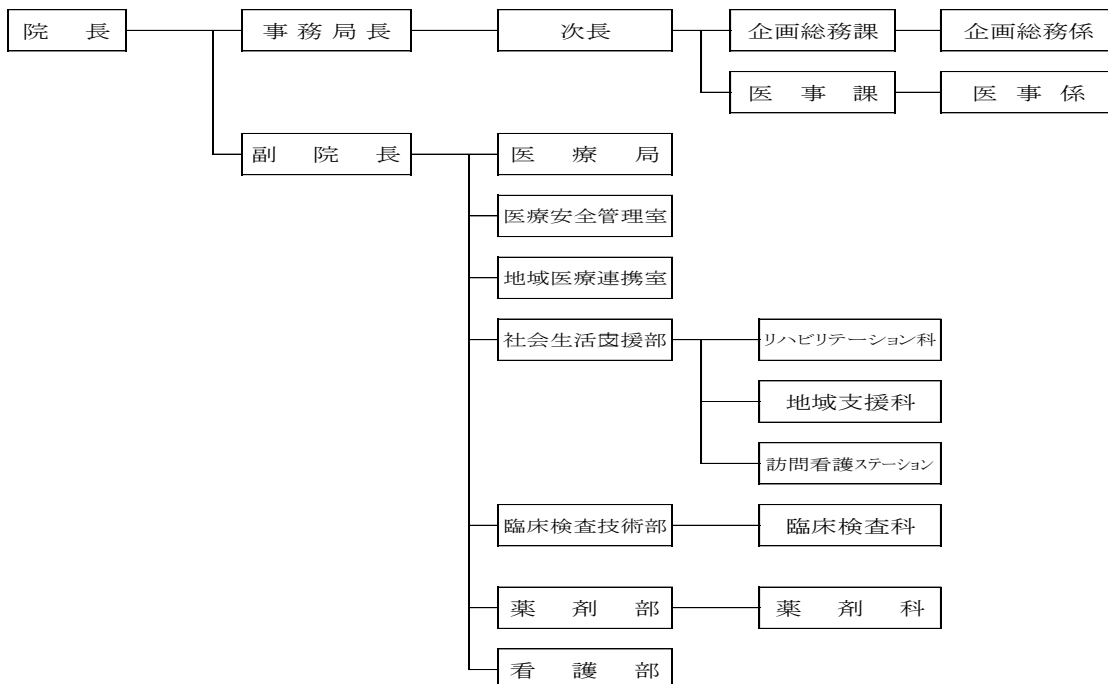 院長 事務局長 次長 企画総務課 企画総務係
医事課 医事係
副院長 医療局
医療安全管理室
地域医療連携室
社会生活支援部 リハビリテーション科
地域支援科
訪問看護ステーション
臨床検査技術部 臨床検査科
薬剤部 薬剤科
看護部